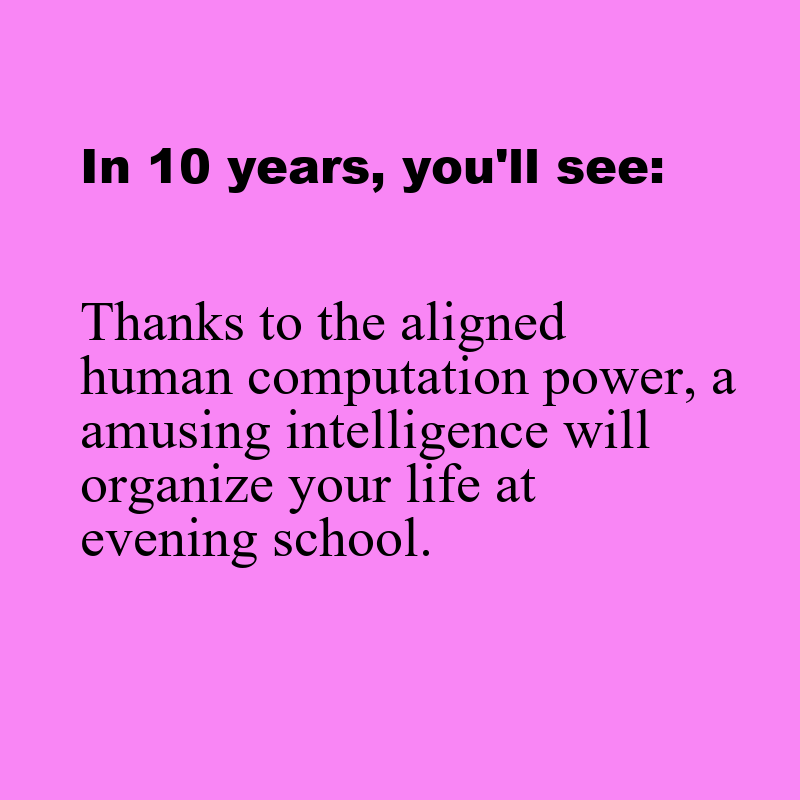 In 10 years, you'll see:
Thanks to the aligned
human computation power, a
amusing intelligence will
organize your life at
evening school.